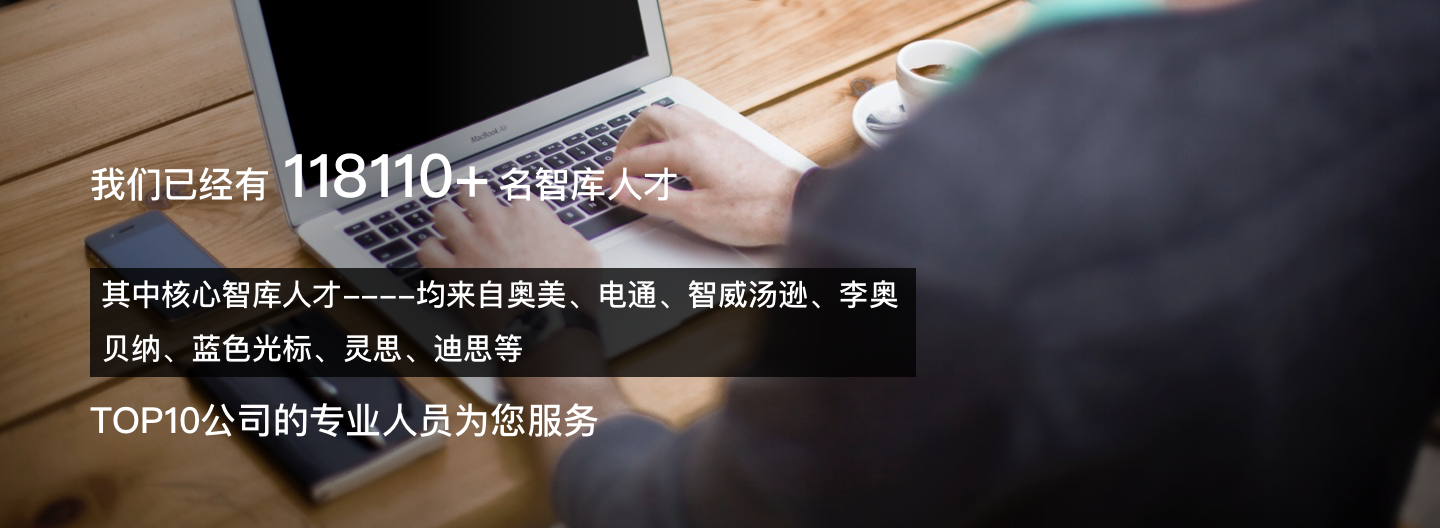 我们已经有 118110+ 名智库人才
MacBook Air
其中核心智库人才----均来自奥美、电通、智威汤逊、李奥
贝纳、蓝色光标、灵思、迪思等
TOP10公司的专业人员为您服务